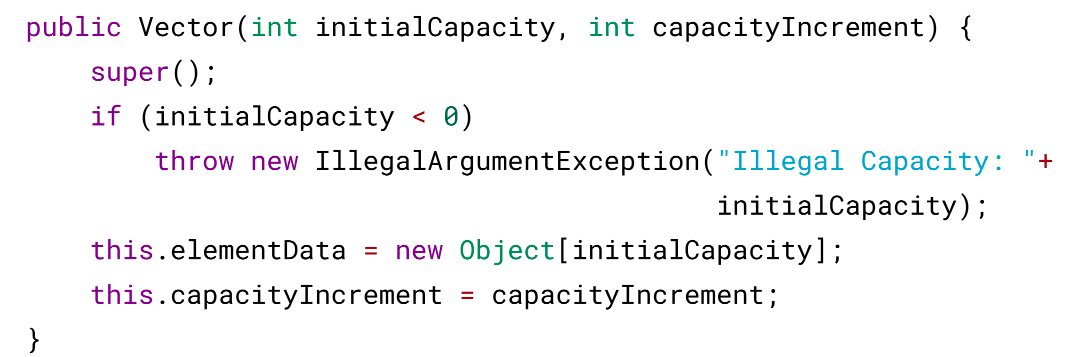 public Vector(int initialCapacity, int capacityIncrement) {
    super();
    if (initialCapacity < 0)
        throw new IllegalArgumentException("Illegal Capacity: "+
                                           initialCapacity);
    this.elementData = new Object[initialCapacity];
    this.capacityIncrement = capacityIncrement;
}